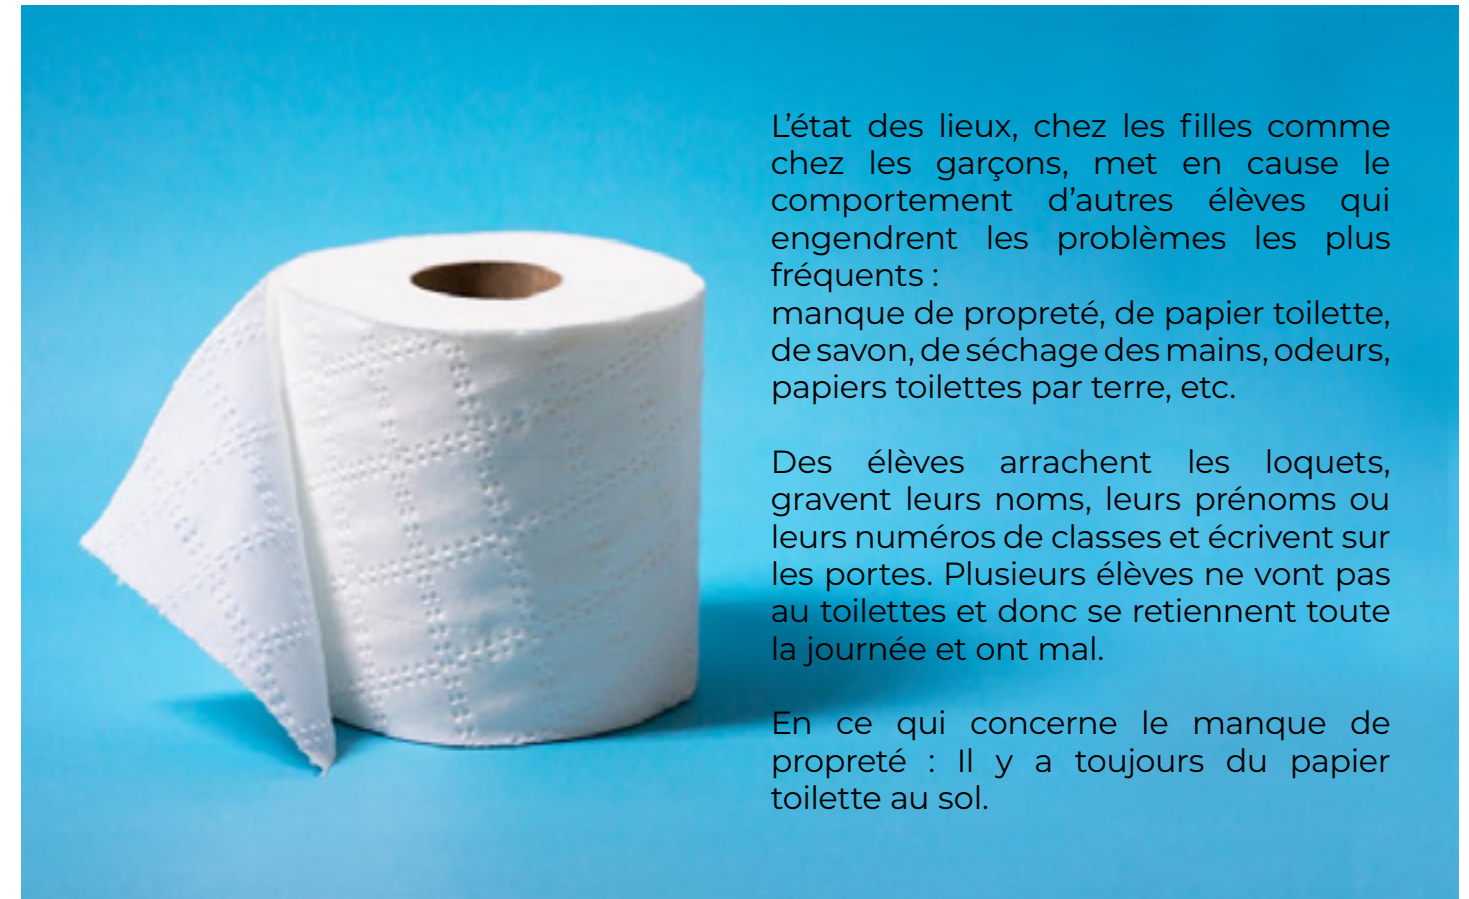 L’état des lieux, chez les filles comme
chez les garçons, met en cause le
comportement d’autres élèves qui
engendrent les problèmes les plus
fréquents :
manque de propreté, de papier toilette,
de savon, de séchage des mains, odeurs,
papiers toilettes par terre, etc.
Des élèves arrachent les loquets,
gravent leurs noms, leurs prénoms ou
leurs numéros de classes et écrivent sur
les portes. Plusieurs élèves ne vont pas
au toilettes et donc se retiennent toute
la journée et ont mal.
En ce qui concerne le manque de
propreté : Il y a toujours du papier
toilette au sol.